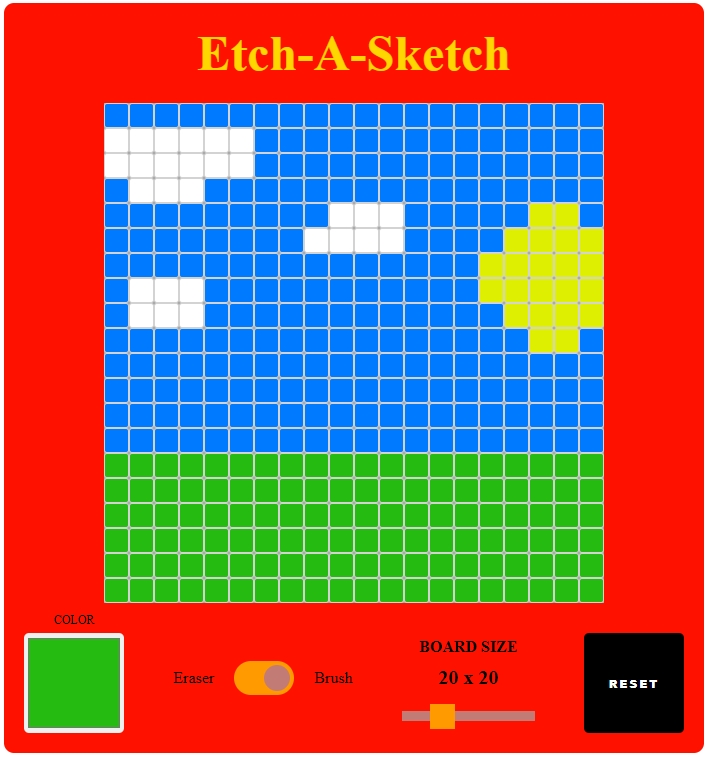 Etch-A-Sketch
COLOR
Eraser
Brush
BOARD SIZE
20 x 20
RESET